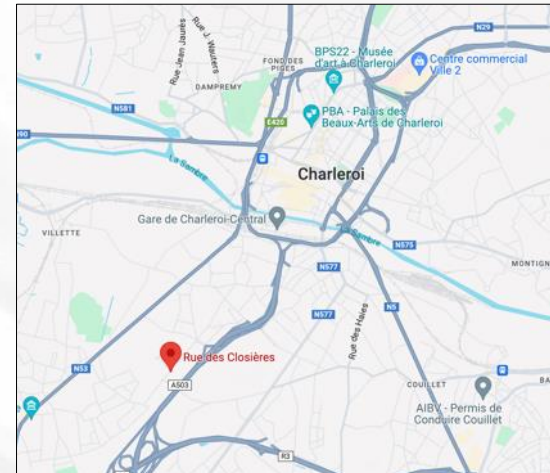 N29
Rue J. Wauters
Rue Jean Jaurès
FOND DES
PIGES
BPS22 - Musée
d'art à Charleroi
Centre commercial
Ville 2
DAMPREMY
N581
PBA - Palais des
Beaux-Arts de Charleroi
E420
N90
La Sambre
Charleroi
Gare de Charleroi-Central
La Sambre
VILLETTE
N575
N577
MONTIGN
N5
N577
Rue des Haies
Rue des Closières
N53
A503
COUILLET
BA
AIBV - Permis de
Conduire Couillet
e
R3